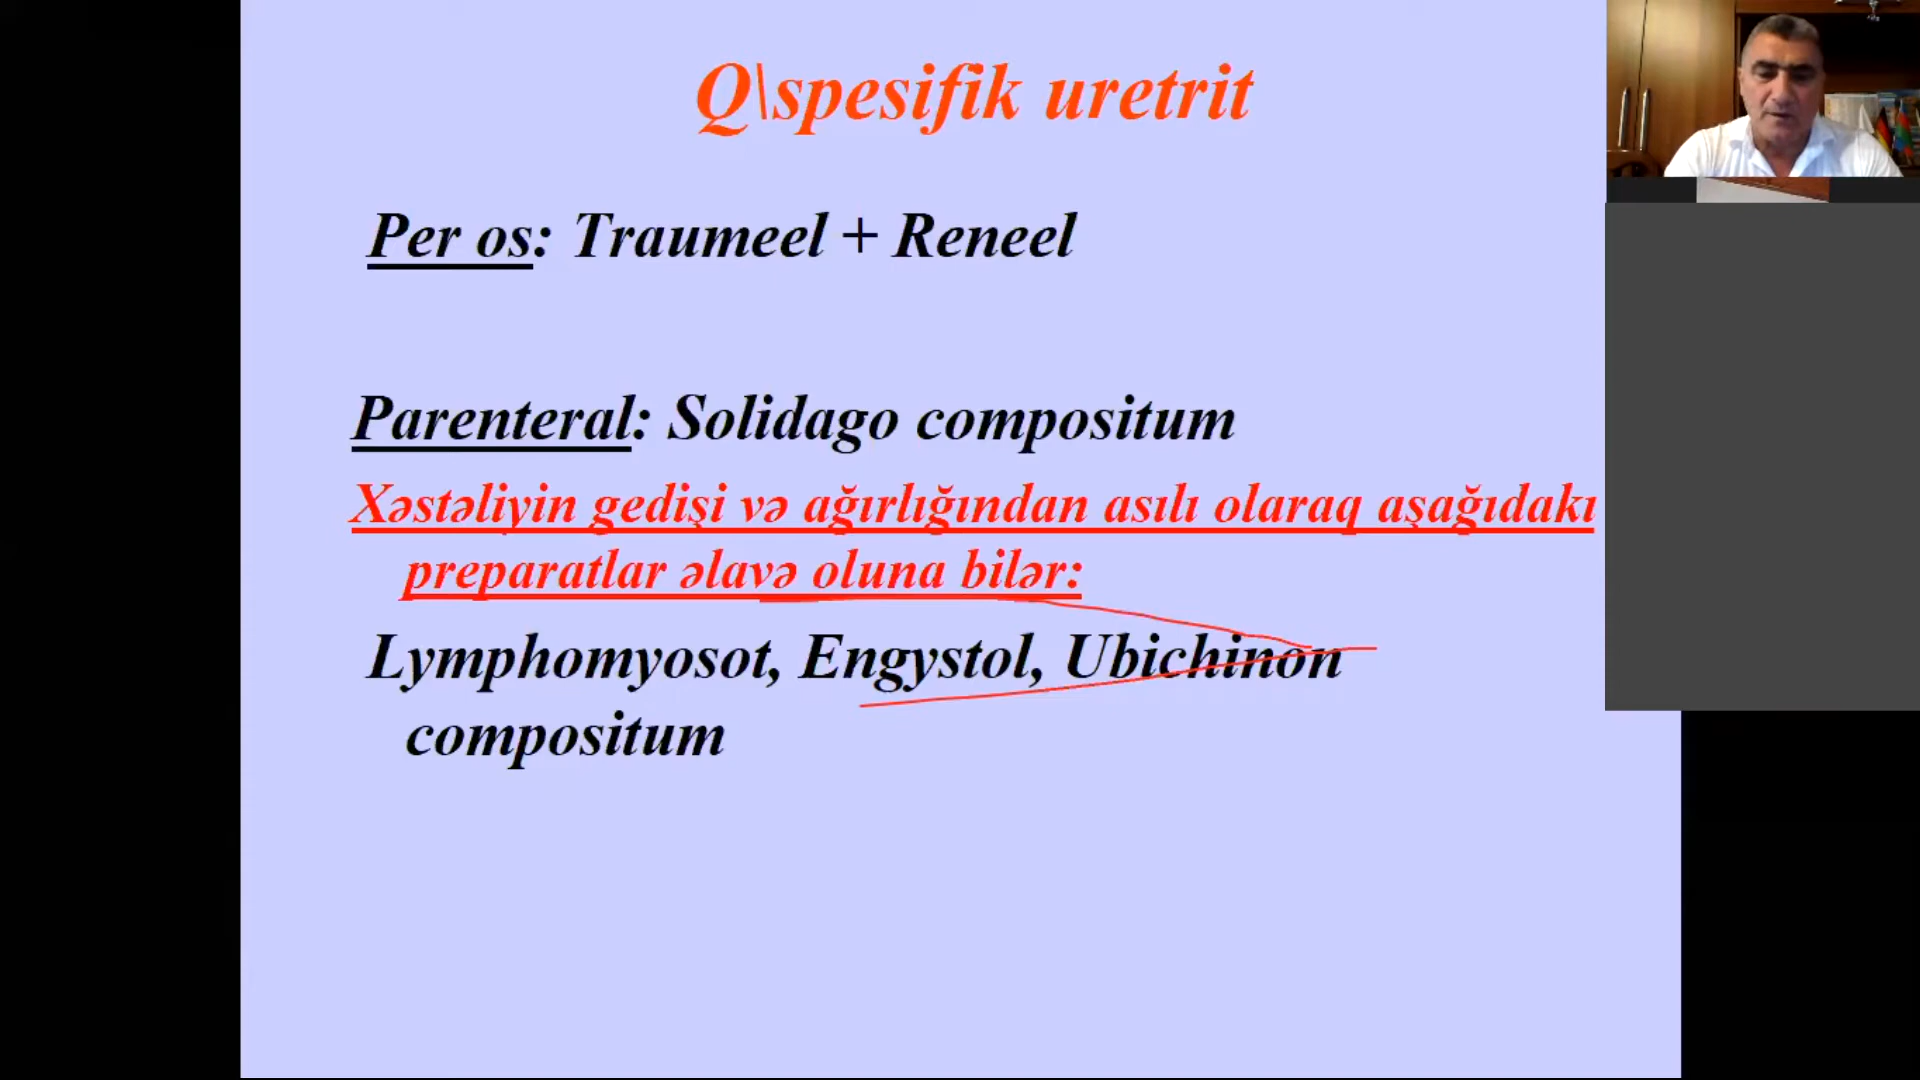 Q\spesifik uretrit
Per os: Traumeel + Reneel
Parenteral: Solidago compositum
Xəstəliyin gedişi və ağırlığından asılı olaraq aşağıdakı
preparatlar əlavə oluna bilər:
Lymphomyosot, Engystol, Ubichinon
compositum